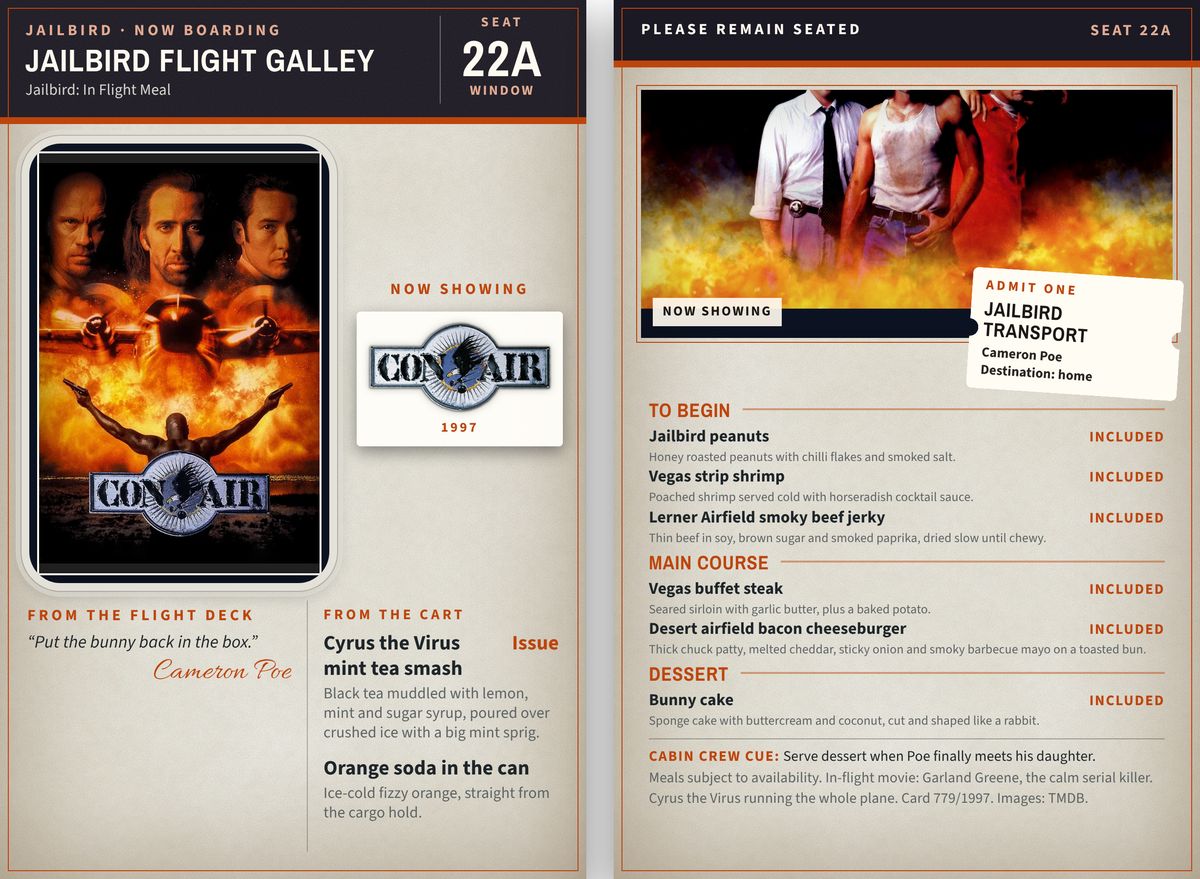 JAILBIRD · NOW BOARDING
JAILBIRD FLIGHT GALLEY
Jailbird: In Flight Meal
SEAT
22A
WINDOW
CON AIR
NOW SHOWING
CON AIR
1997
FROM THE FLIGHT DECK
“Put the bunny back in the box.”
Cameron Poe
FROM THE CART
Cyrus the Virus Issue
mint tea smash
Black tea muddled with lemon,
mint and sugar syrup, poured over
crushed ice with a big mint sprig.
Orange soda in the can
Ice-cold fizzy orange, straight from
the cargo hold.
PLEASE REMAIN SEATED
SEAT 22A
NOW SHOWING
ADMIT ONE
JAILBIRD
TRANSPORT
Cameron Poe
Destination: home
TO BEGIN
Jailbird peanuts INCLUDED
Honey roasted peanuts with chilli flakes and smoked salt.
Vegas strip shrimp INCLUDED
Poached shrimp served cold with horseradish cocktail sauce.
Lerner Airfield smoky beef jerky INCLUDED
Thin beef in soy, brown sugar and smoked paprika, dried slow until chewy.
MAIN COURSE
Vegas buffet steak INCLUDED
Seared sirloin with garlic butter, plus a baked potato.
Desert airfield bacon cheeseburger INCLUDED
Thick chuck patty, melted cheddar, sticky onion and smoky barbecue mayo on a toasted bun.
DESSERT
Bunny cake INCLUDED
Sponge cake with buttercream and coconut, cut and shaped like a rabbit.
CABIN CREW CUE: Serve dessert when Poe finally meets his daughter.
Meals subject to availability. In-flight movie: Garland Greene, the calm serial killer.
Cyrus the Virus running the whole plane. Card 779/1997. Images: TMDB.